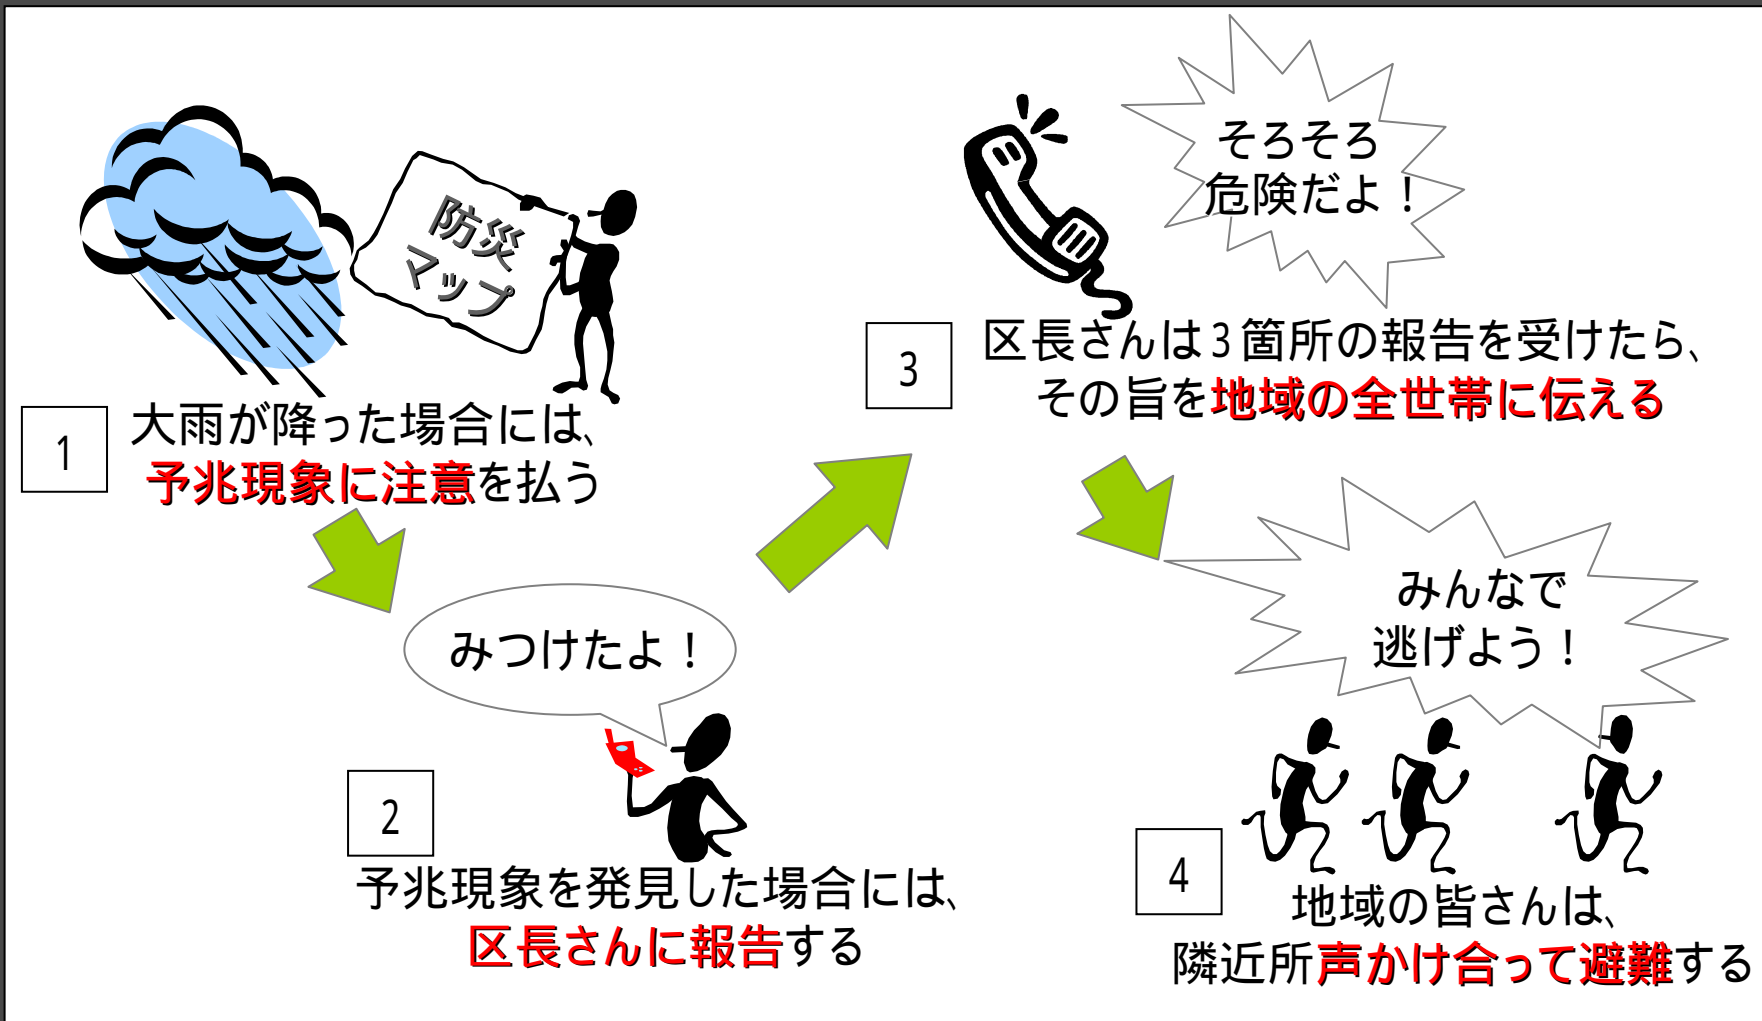 防災
マップ
1
大雨が降った場合には、
予兆現象に注意を払う
みつけたよ！
2
予兆現象を発見した場合には、
区長さんに報告する
そろそろ
危険だよ！
3
区長さんは3箇所の報告を受けたら、
その旨を地域の全世帯に伝える
みんなで
逃げよう！
4
地域の皆さんは、
隣近所声かけ合って避難する